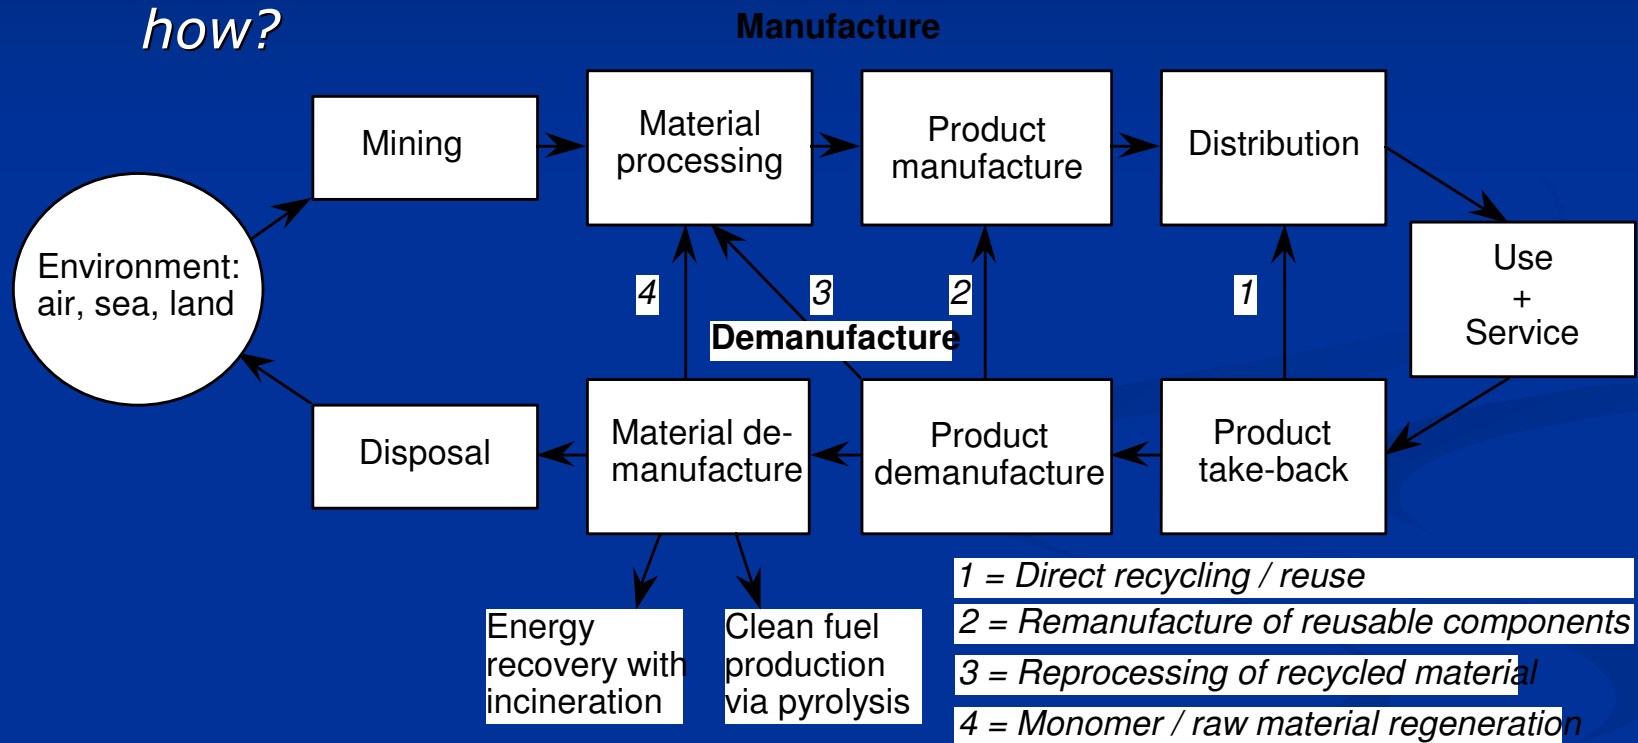 how?
Manufacture
Mining
Material
processing
Product
manufacture
Distribution
Environment:
air, sea, land
Use
+
Service
4
3
2
1
Demanufacture
Disposal
Material de-
manufacture
Product
demanufacture
Product
take-back
Energy
recovery with
incineration
Clean fuel
production
via pyrolysis
1 = Direct recycling / reuse
2 = Remanufacture of reusable components
3 = Reprocessing of recycled material
4 = Monomer / raw material regeneration